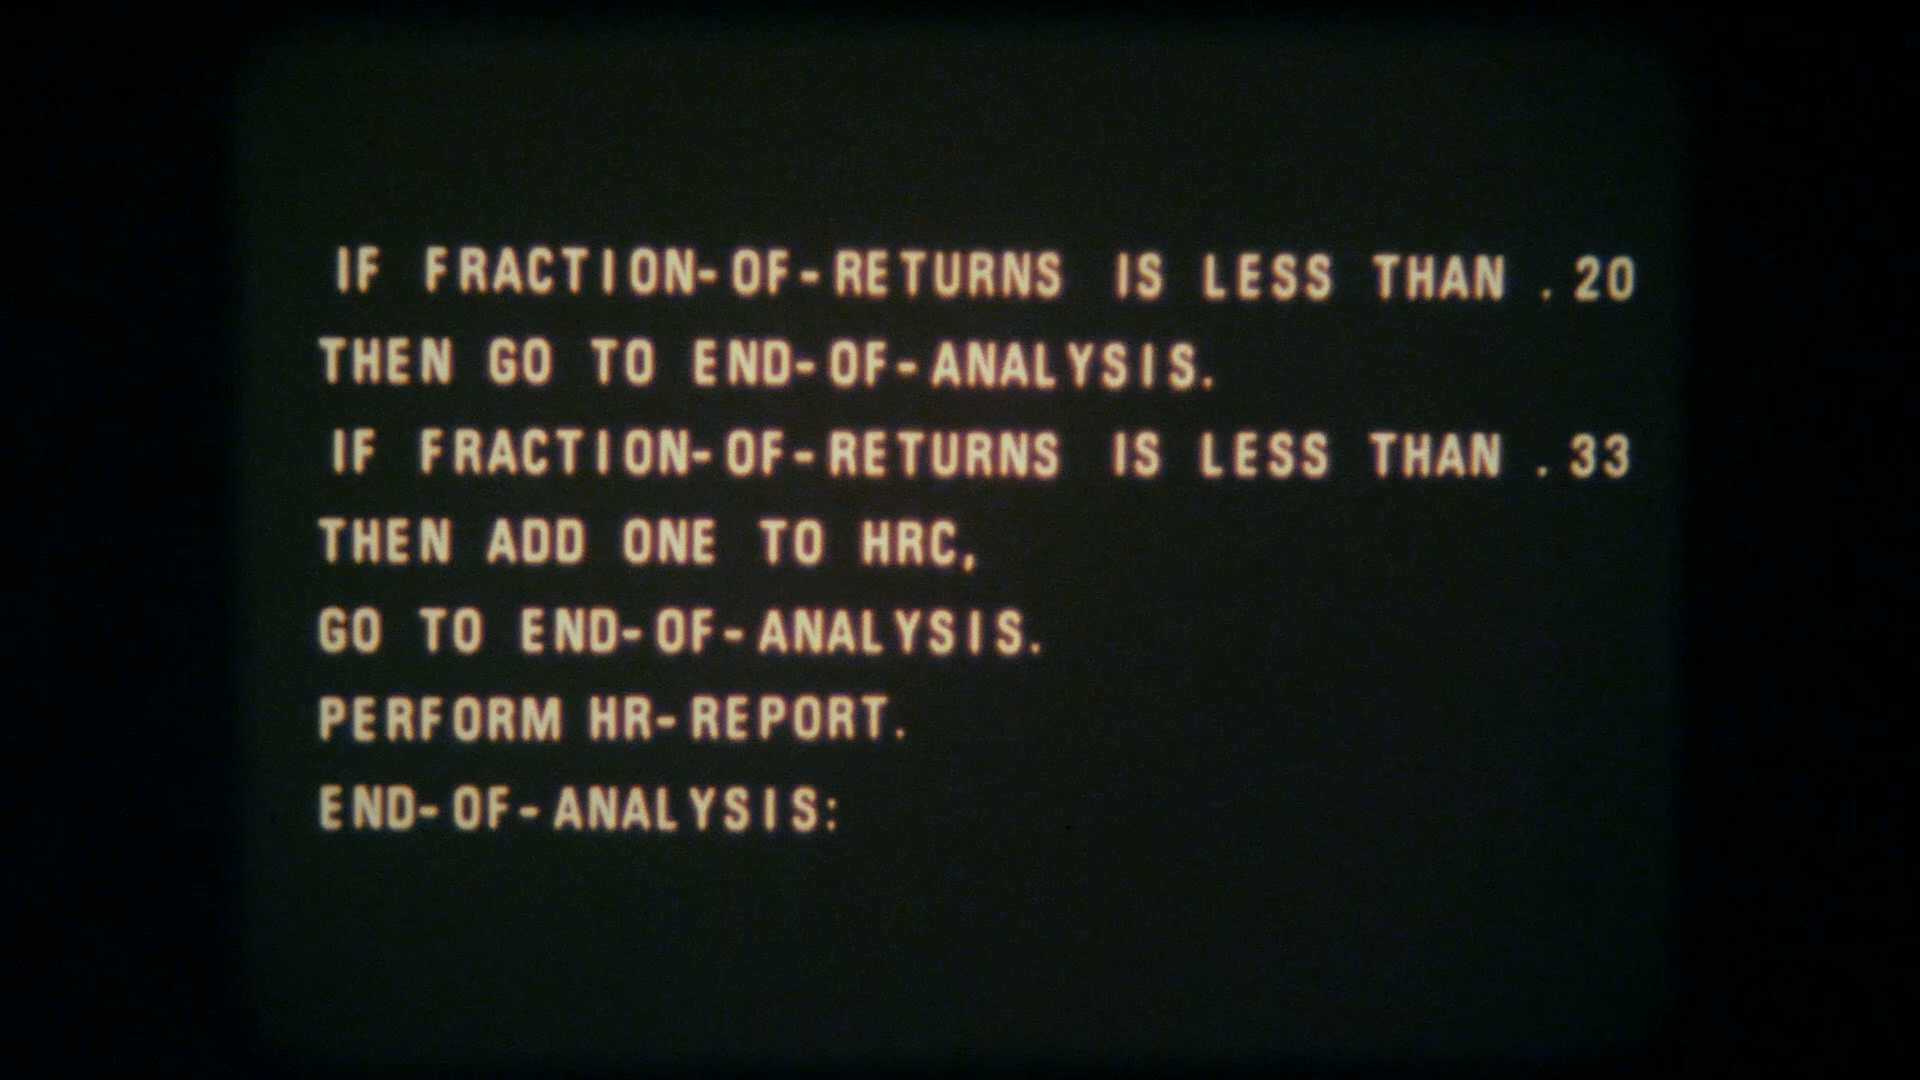 IF FRACTION-OF-RETURNS IS LESS THAN .20
THEN GO TO END-OF-ANALYSIS.
IF FRACTION-OF-RETURNS IS LESS THAN .33
THEN ADD ONE TO HRC,
GO TO END-OF-ANALYSIS.
PERFORM HR-REPORT.
END-OF-ANALYSIS: